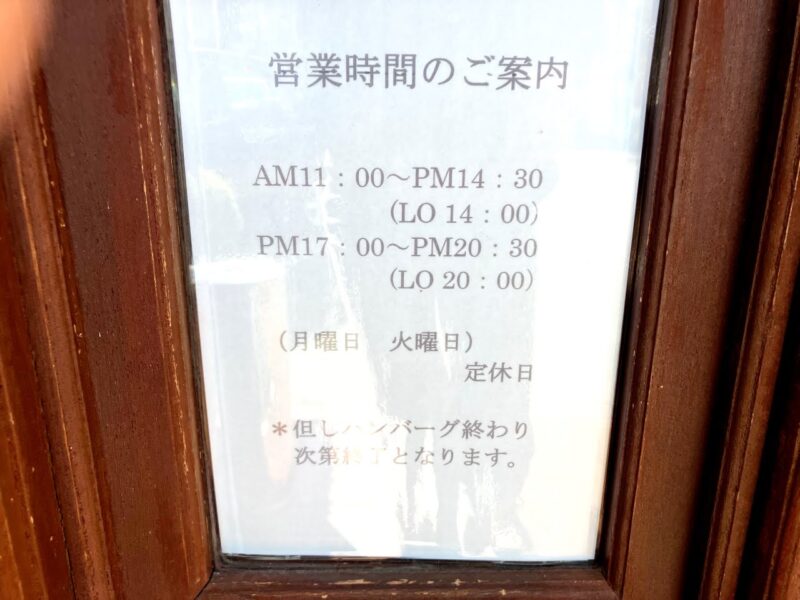 営業時間のご案内
AM11：00～PM14：30
(LO 14：00)
PM17：00～PM20：30
(LO 20：00)
（月曜日　火曜日）
定休日
＊但しハンバーグ終わり
次第終了となります。